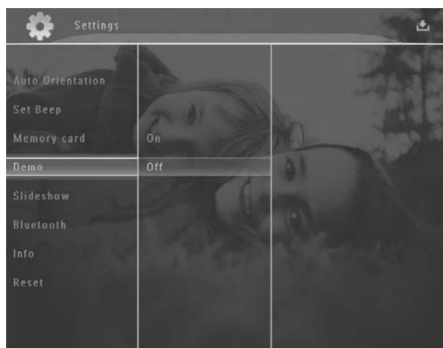 Settings
Auto Orientation
Set Beep
Memory card
On
Demo
Off
Slideshow
Bluetooth
Info
Reset